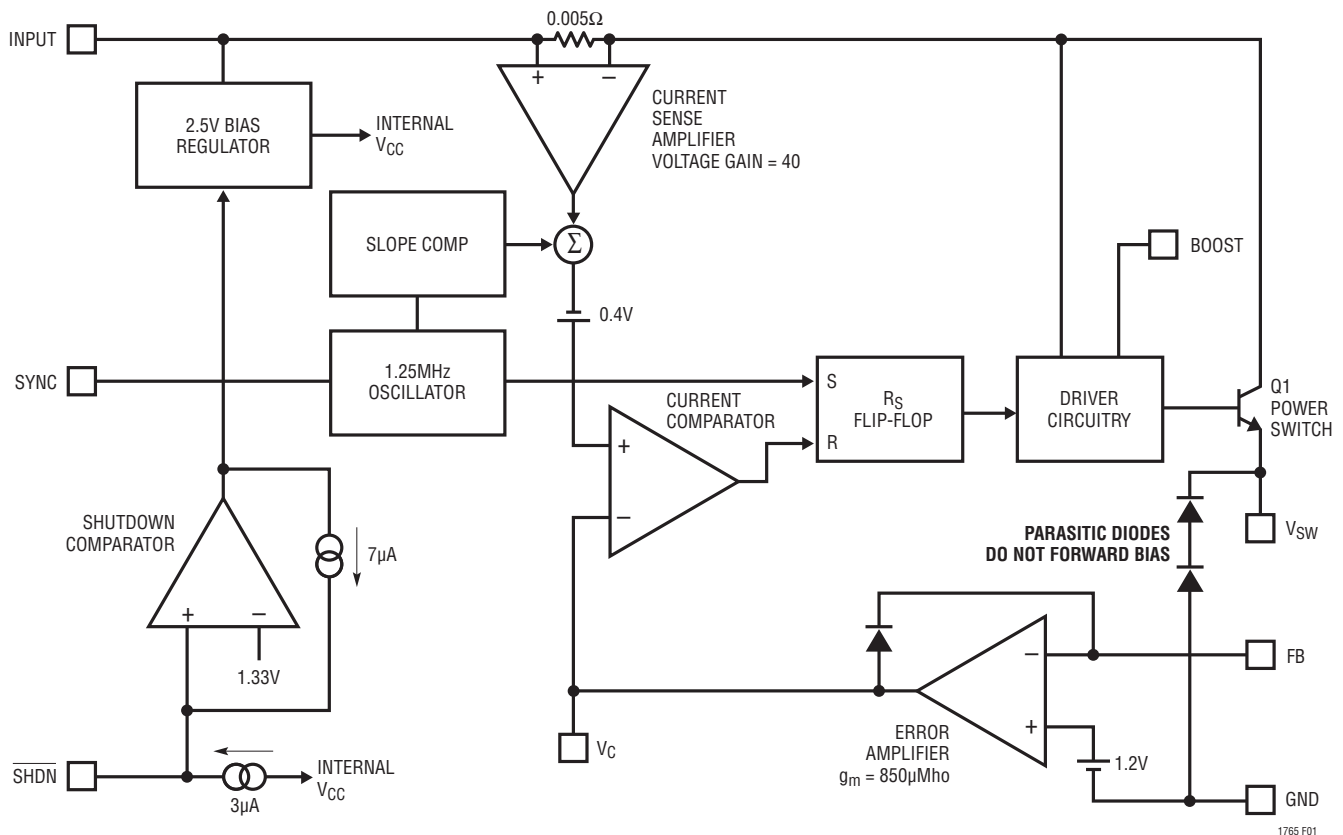 0.005Ω
INPUT
+
−
CURRENT
SENSE
AMPLIFIER
VOLTAGE GAIN = 40
2.5V BIAS
REGULATOR
INTERNAL
VCC
SLOPE COMP
Σ
BOOST
0.4V
SYNC
1.25MHz
OSCILLATOR
CURRENT
COMPARATOR
+
−
S
R
RS
FLIP-FLOP
DRIVER
CIRCUITRY
Q1
POWER
SWITCH
SHUTDOWN
COMPARATOR
7µA
+
−
1.33V
PARASITIC DIODES
DO NOT FORWARD BIAS
VSW
−
+
FB
ERROR
AMPLIFIER
gm = 850µMho
1.2V
VC
SHDN
3µA
INTERNAL
VCC
GND
1765 F01